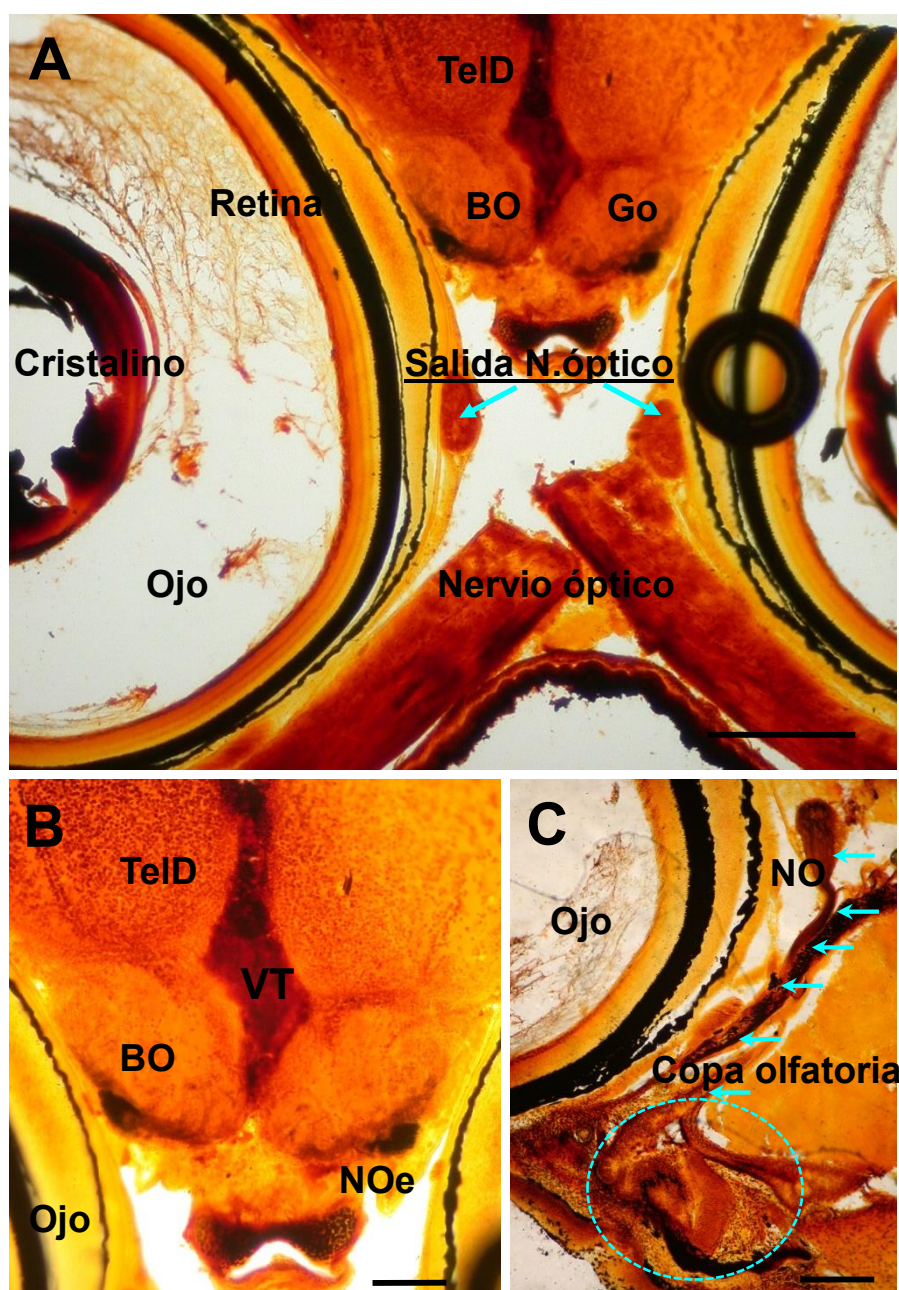 A
TelD
Retina
BO
Go
Cristalino
Salida N.óptico
Ojo
Nervio óptico
B
TelD
VT
BO
NOe
Ojo
C
NO
Ojo
Copa olfatoria